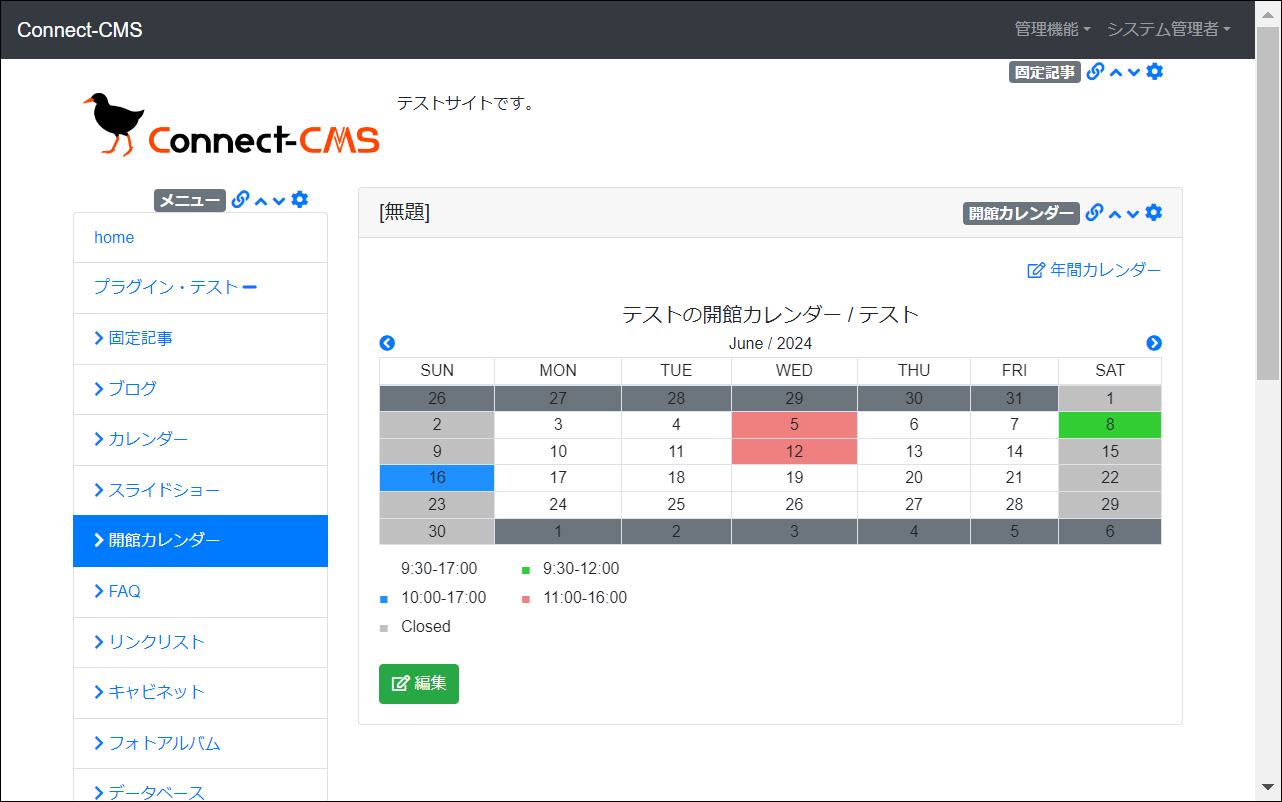 Connect-CMS 管理機能 システム管理者
固定記事
テストサイトです。
Connect-CMS
メニュー
home
プラグイン・テスト
固定記事
ブログ
カレンダー
スライドショー
開館カレンダー
FAQ
リンクリスト
キャビネット
フォトアルバム
データベース
[無題] 開館カレンダー
年間カレンダー
テストの開館カレンダー / テスト
June / 2024
SUN MON TUE WED THU FRI SAT
26 27 28 29 30 31 1
2 3 4 5 6 7 8
9 10 11 12 13 14 15
16 17 18 19 20 21 22
23 24 25 26 27 28 29
30 1 2 3 4 5 6
9:30-17:00 9:30-12:00
10:00-17:00 11:00-16:00
Closed
編集